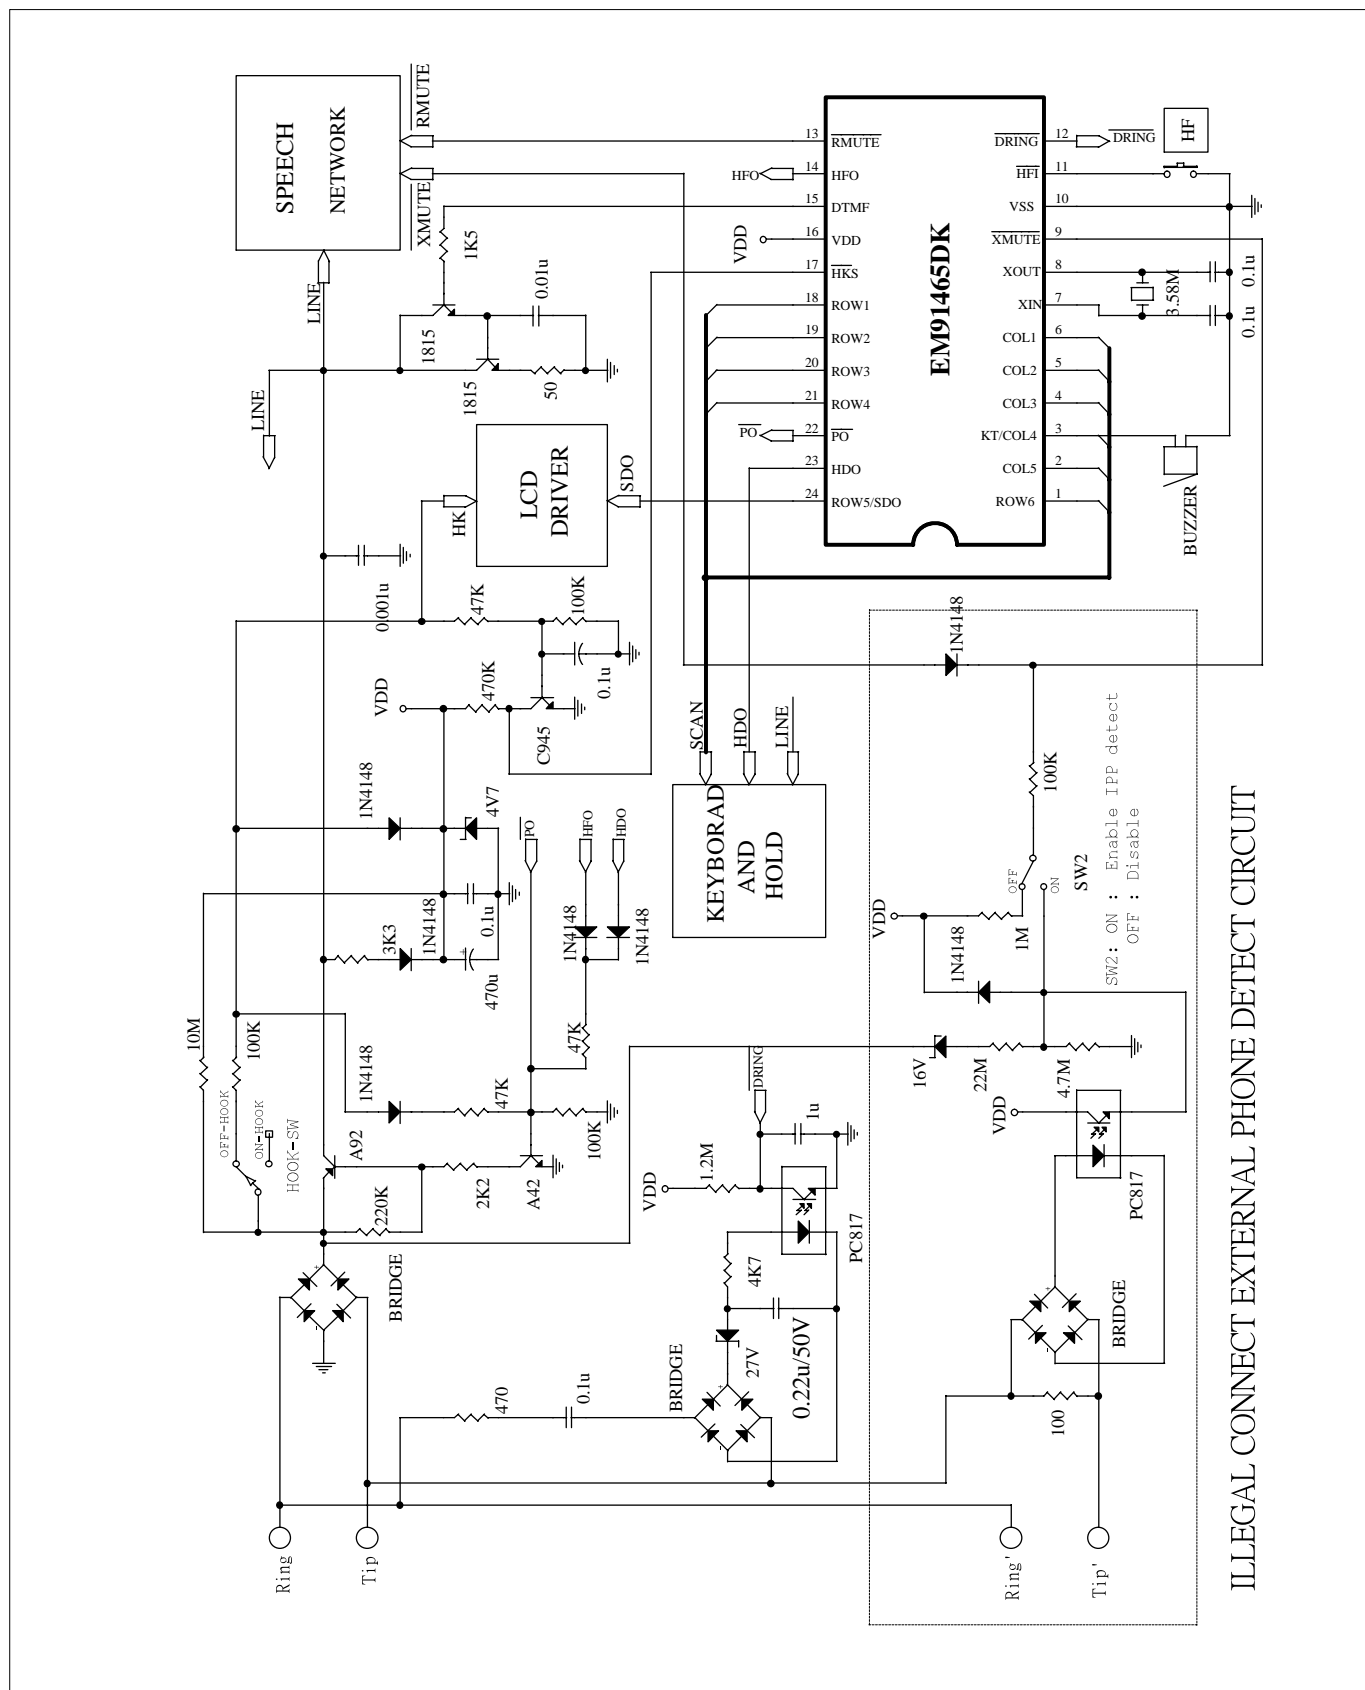 SPEECH
NETWORK
RMUTE
XMUTE
LINE
LINE
1K5
1815
1815
0.01u
50
LCD
DRIVER
HK
SDO
0.001u
47K
100K
0.1u
470K
C945
VDD
1N4148
4V7
1N4148
0.1u
3K3
470u
10M
100K
OFF-HOOK
ON-HOOK
HOOK-SW
1N4148
47K
A92
220K
2K2
A42
100K
47K
PO
HFO
HDO
1N4148
1N4148
BRIDGE
Ring
Tip
470
0.1u
BRIDGE
27V
0.22u/50V
4K7
VDD
1.2M
DRING
1u
PC817
EM91465DK
13
RMUTE
14
HFO
15
DTMF
16
VDD
17
HKS
18
ROW1
19
ROW2
20
ROW3
21
ROW4
22
PO
23
HDO
24
ROW5/SDO
DRING
12
HFI
11
VSS
10
XMUTE
9
XOUT
8
XIN
7
COL1
6
COL2
5
COL3
4
KT/COL4
3
COL5
2
ROW6
1
HFO
VDD
PO
DRING
HF
3.58M
0.1u
0.1u
BUZZER
SCAN
HDO
LINE
KEYBORAD
AND
HOLD
1N4148
100K
SW2
OFF
ON
VDD
1M
1N4148
16V
22M
4.7M
VDD
PC817
BRIDGE
100
Ring'
Tip'
SW2: ON : Enable IPP detect
OFF : Disable
ILLEGAL CONNECT EXTERNAL PHONE DETECT CIRCUIT